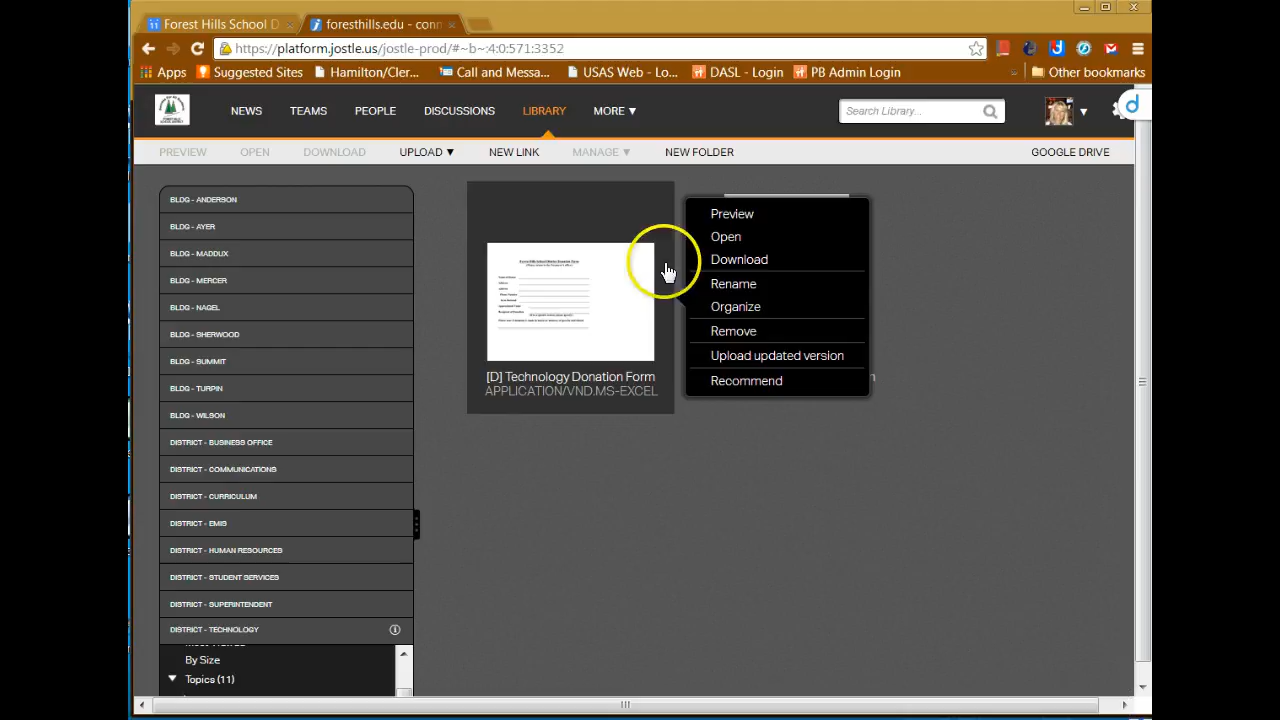 Forest Hills School D
foresthills.edu - conn
https://platform.jostle.us/jostle-prod/#~b~:4:0:571:3352
Apps Suggested Sites Hamilton/Cler... Call and Messa... USAS Web - Lo... DASL - Login PB Admin Login Other bookmarks
NEWS TEAMS PEOPLE DISCUSSIONS LIBRARY MORE ▼ Search Library...
PREVIEW OPEN DOWNLOAD UPLOAD ▼ NEW LINK MANAGE ▼ NEW FOLDER GOOGLE DRIVE
BLDG - ANDERSON
BLDG - AYER
BLDG - MADDUX
BLDG - MERCER
BLDG - NAGEL
BLDG - SHERWOOD
BLDG - SUMMIT
BLDG - TURPIN
BLDG - WILSON
DISTRICT - BUSINESS OFFICE
DISTRICT - COMMUNICATIONS
DISTRICT - CURRICULUM
DISTRICT - EMIS
DISTRICT - HUMAN RESOURCES
DISTRICT - STUDENT SERVICES
DISTRICT - SUPERINTENDENT
DISTRICT - TECHNOLOGY
By Size
Topics (11)
[D] Technology Donation Form
APPLICATION/VND.MS-EXCEL
Preview
Open
Download
Rename
Organize
Remove
Upload updated version
Recommend